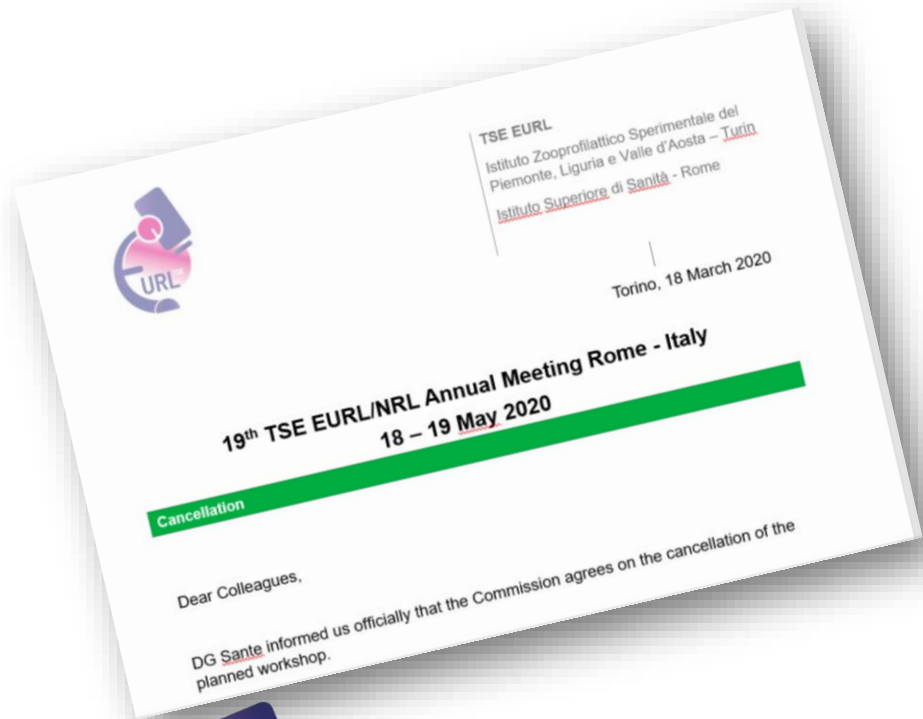 TSE EURL
Istituto Zooprofilattico Sperimentale del
Piemonte, Liguria e Valle d'Aosta – Turin
Istituto Superiore di Sanità - Rome
URL
Torino, 18 March 2020
19th TSE EURL/NRL Annual Meeting Rome - Italy
18 – 19 May 2020
Cancellation
Dear Colleagues,
DG Sante informed us officially that the Commission agrees on the cancellation of the
planned workshop.